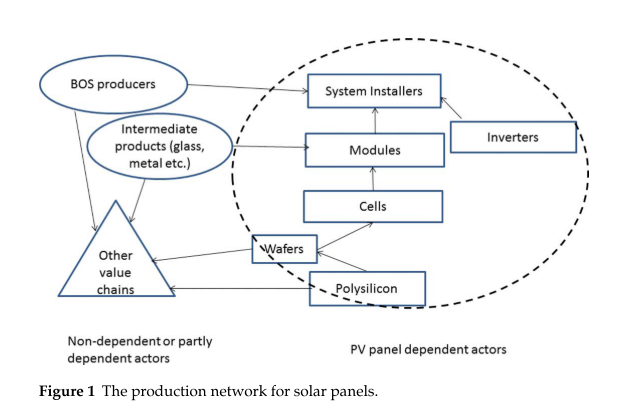 BOS producers
System Installers
Intermediate
products (glass,
metal etc.)
Inverters
Modules
Cells
Wafers
Other
value
chains
Polysilicon
Non-dependent or partly
dependent actors
PV panel dependent actors
Figure 1 The production network for solar panels.